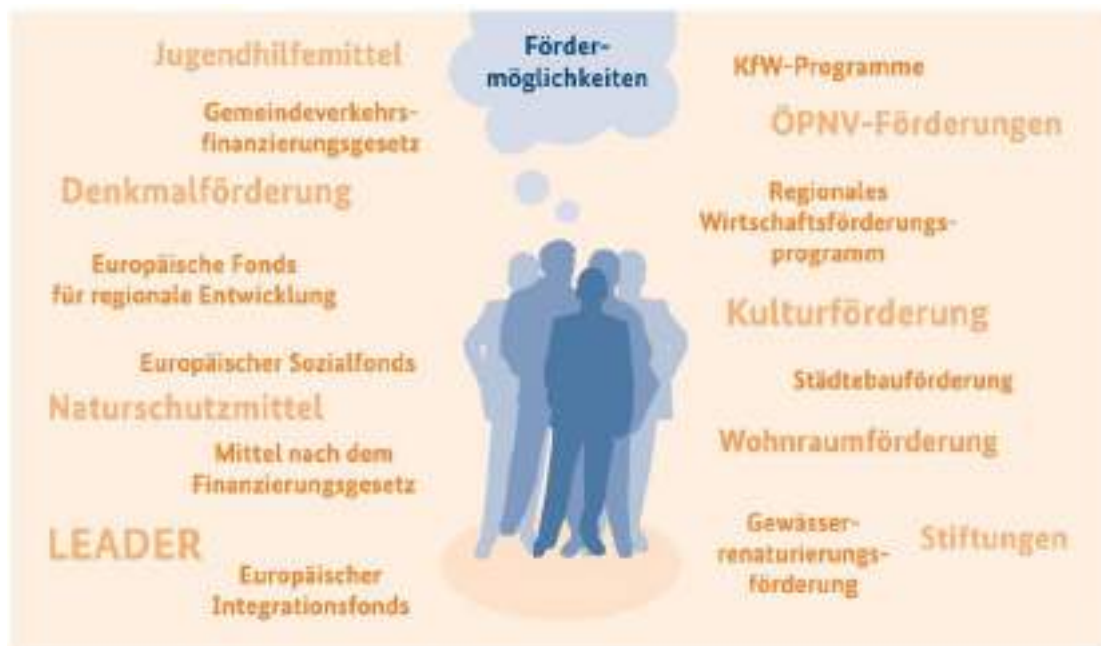 Förder-
möglichkeiten
Jugendhilfemittel
Gemeindeverkehrs-
finanzierungsgesetz
Denkmalförderung
Europäische Fonds
für regionale Entwicklung
Europäischer Sozialfonds
Naturschutzmittel
Mittel nach dem
Finanzierungsgesetz
LEADER
Europäischer
Integrationsfonds
KfW-Programme
ÖPNV-Förderungen
Regionales
Wirtschaftsförderungs-
programm
Kulturförderung
Städtebauförderung
Wohnraumförderung
Gewässer-
renaturierungs-
förderung
Stiftungen